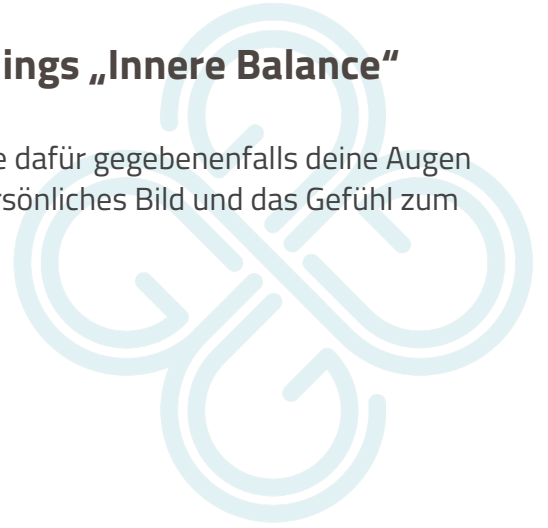 ings „Innere Balance“
e dafür gegebenenfalls deine Augen
rsönliches Bild und das Gefühl zum